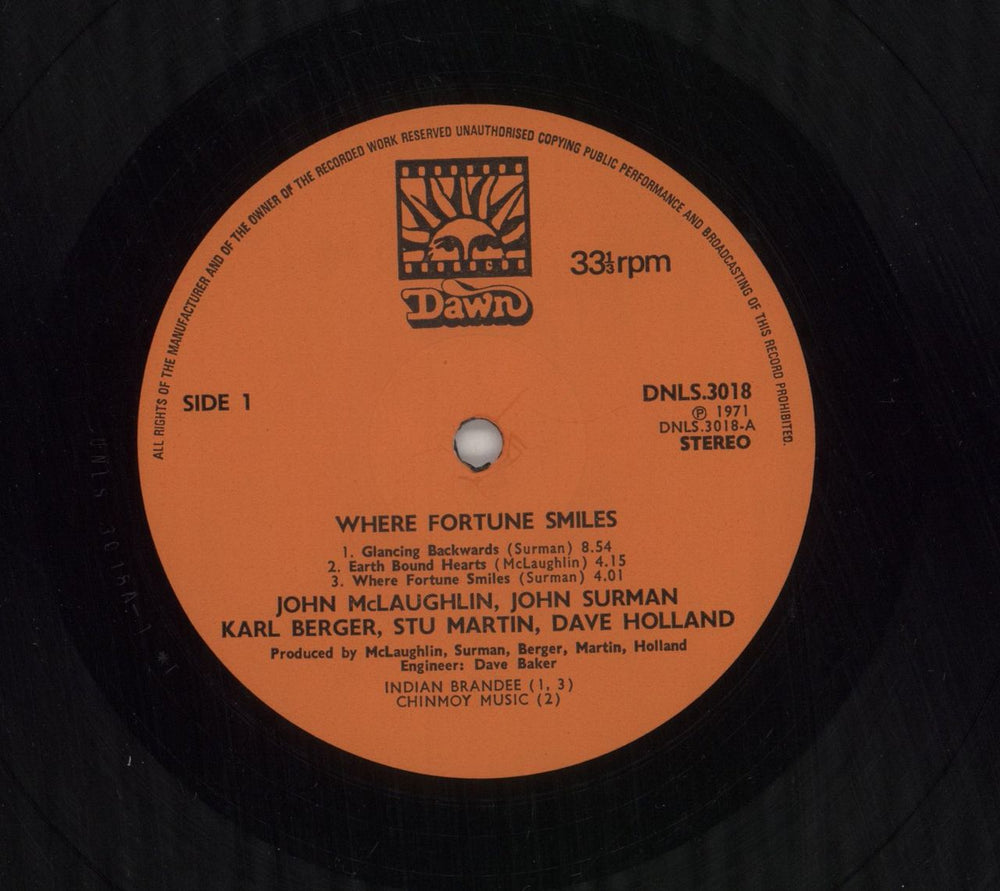 ALL RIGHTS OF THE MANUFACTURER AND OF THE OWNER OF THE RECORDED WORK RESERVED UNAUTHORISED COPYING PUBLIC PERFORMANCE AND BROADCASTING OF THIS RECORD PROHIBITED.
Dawn
33⅓rpm
SIDE 1
DNLS.3018
Ⓟ 1971
DNLS.3018-A
STEREO
WHERE FORTUNE SMILES
1. Glancing Backwards (Surman) 8.54
2. Earth Bound Hearts (McLaughlin) 4.15
3. Where Fortune Smiles (Surman) 4.01
JOHN McLAUGHLIN, JOHN SURMAN
KARL BERGER, STU MARTIN, DAVE HOLLAND
Produced by McLaughlin, Surman, Berger, Martin, Holland
Engineer: Dave Baker
INDIAN BRANDEE (1, 3)
CHINMOY MUSIC (2)
DNLS 3018A-1